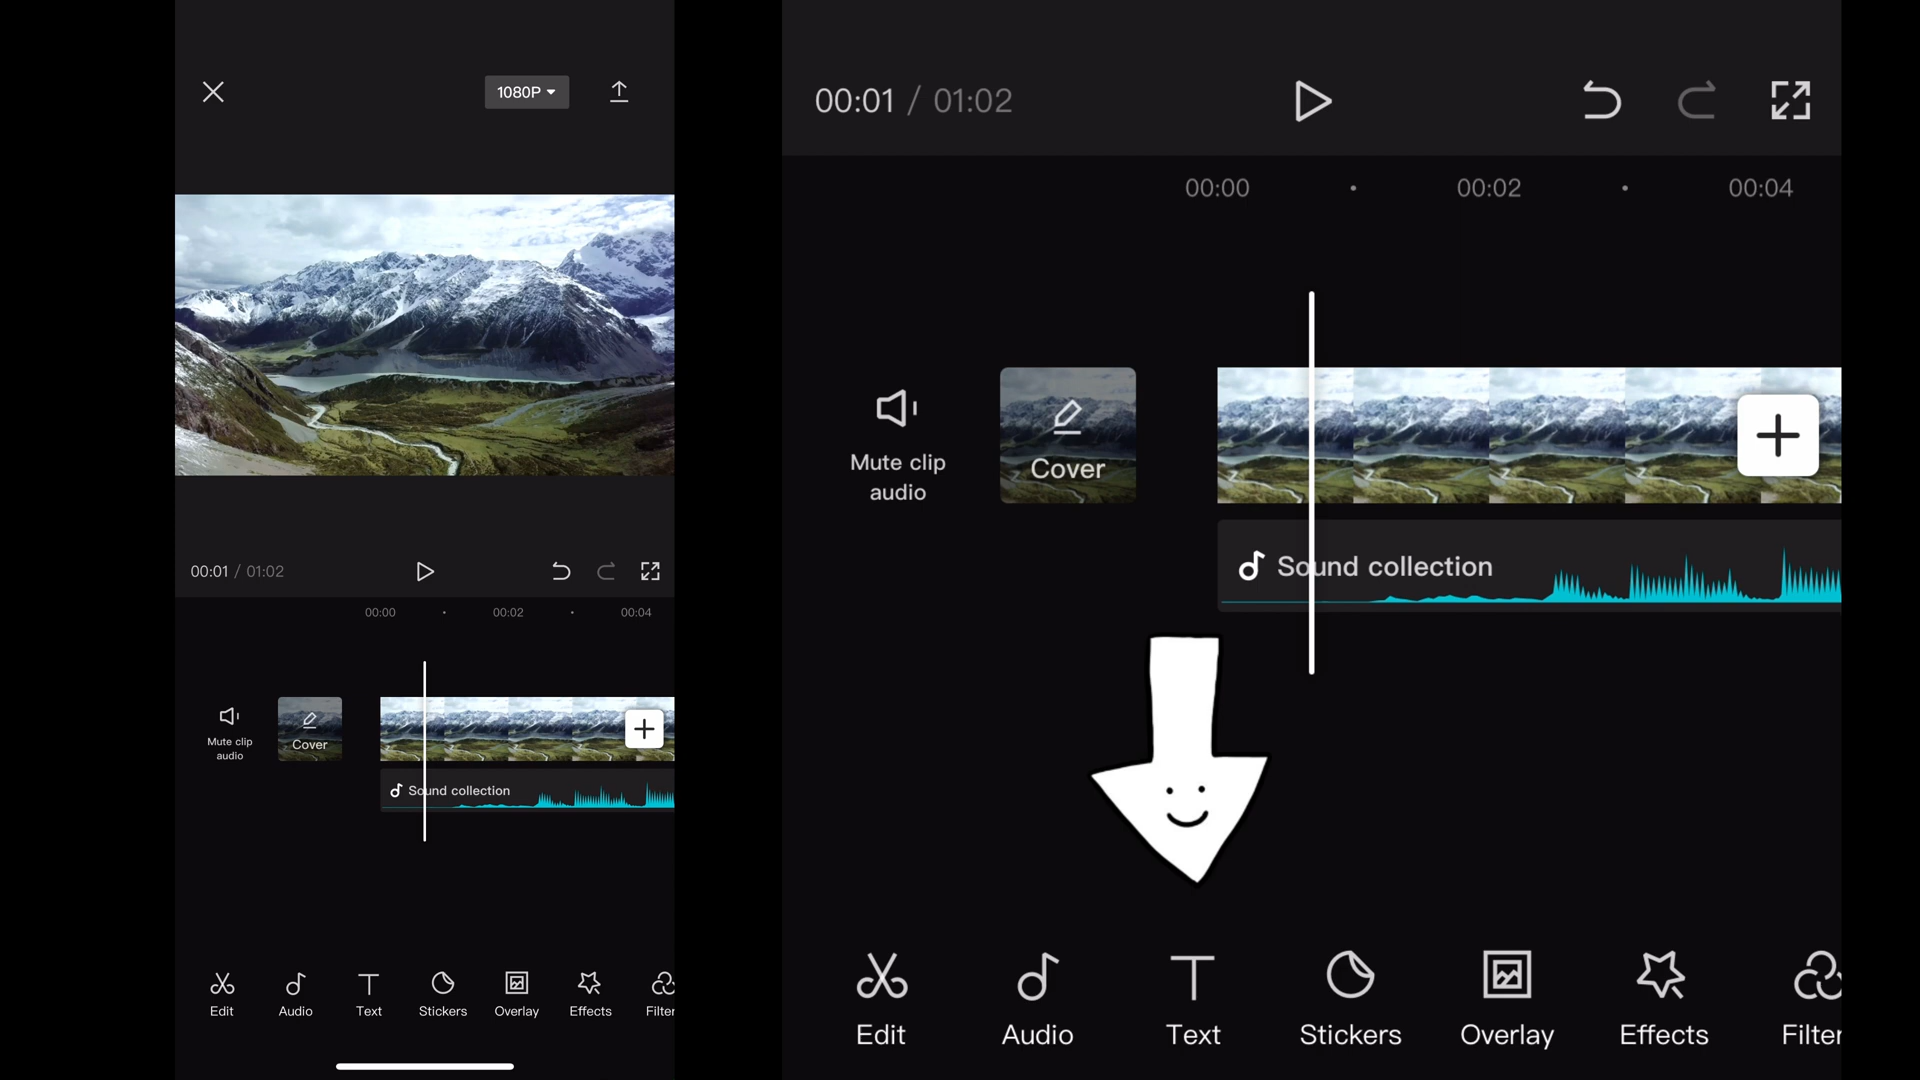 1080P
00:01 / 01:02
00:00 00:02 00:04
Mute clip
audio
Cover
Sound collection
Edit Audio Text Stickers Overlay Effects Filter
00:01 / 01:02
00:00 00:02 00:04
Mute clip
audio
Cover
Sound collection
Edit Audio Text Stickers Overlay Effects Filter